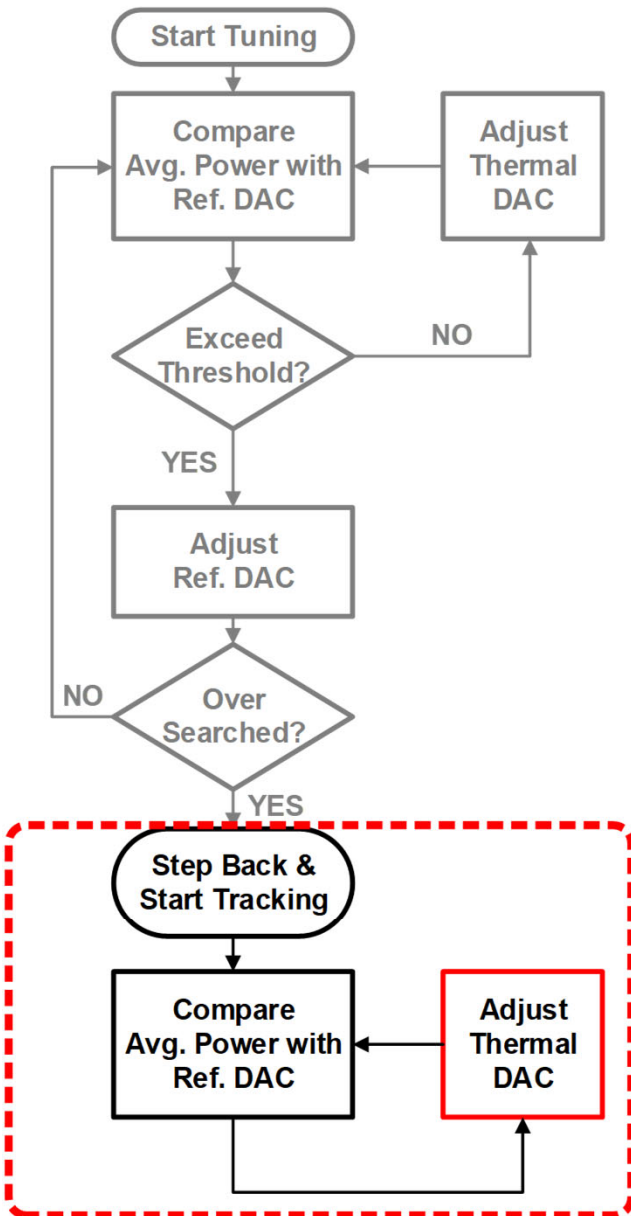 Start Tuning
Compare
Avg. Power with
Ref. DAC
Adjust
Thermal
DAC
Exceed
Threshold?
NO
YES
Adjust
Ref. DAC
NO
Over
Searched?
YES
Step Back &
Start Tracking
Compare
Avg. Power with
Ref. DAC
Adjust
Thermal
DAC